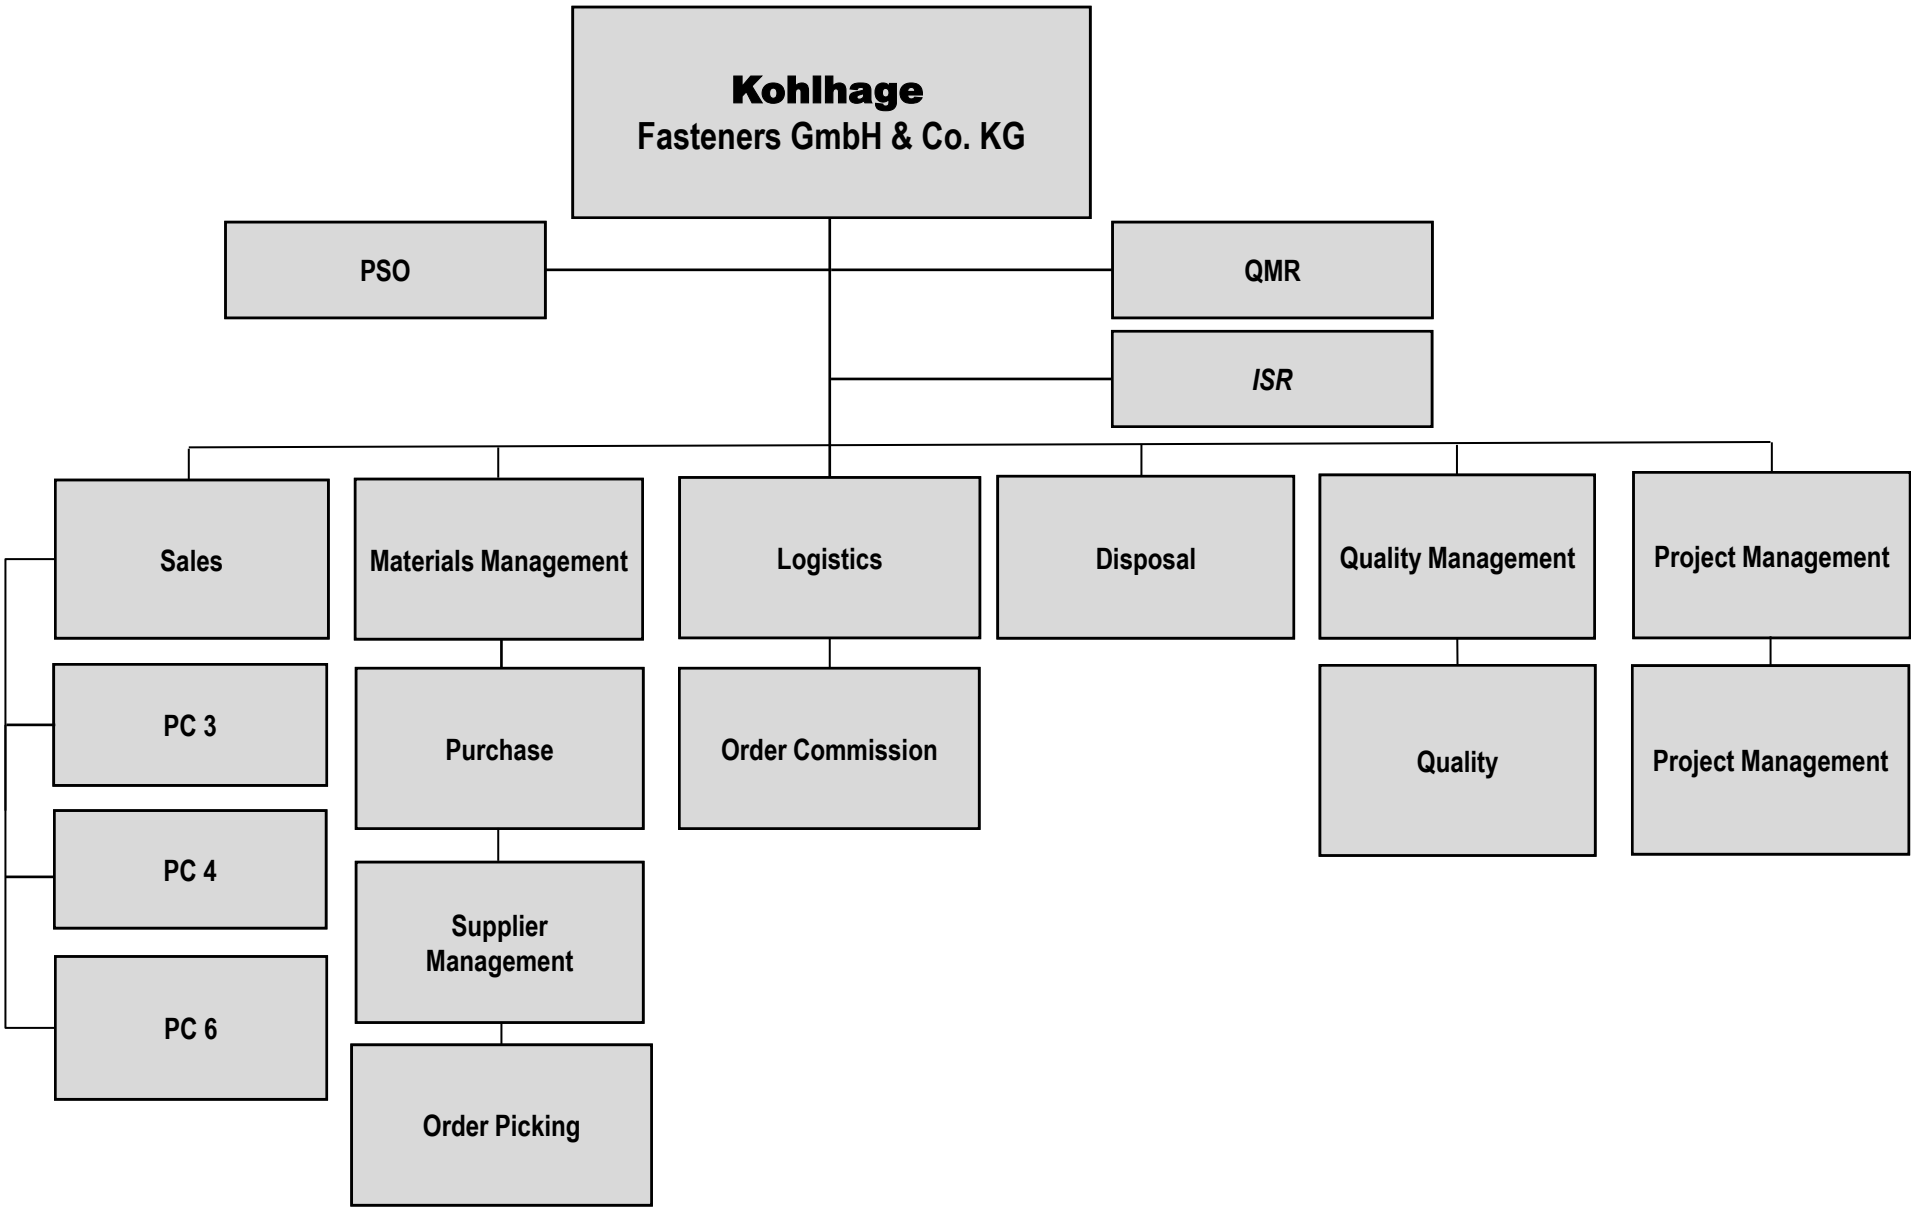 Kohlhage
Fasteners GmbH & Co. KG
PSO
QMR
ISR
Sales
Materials Management
Logistics
Disposal
Quality Management
Project Management
PC 3
Purchase
Order Commission
Quality
Project Management
PC 4
Supplier
Management
PC 6
Order Picking